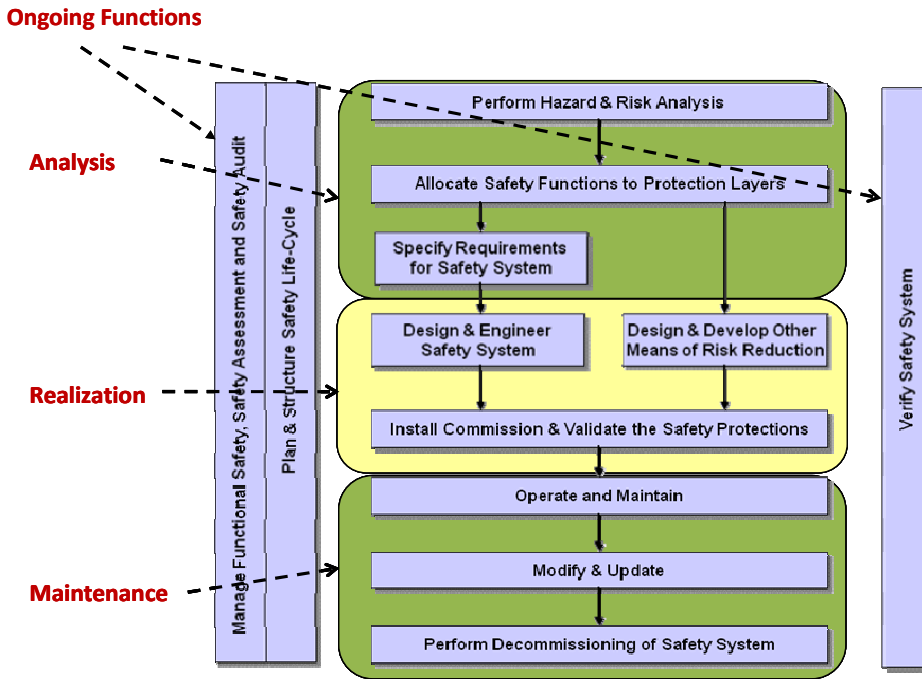 Ongoing Functions
Analysis
Realization
Maintenance
Manage Functional Safety, Safety Assessment and Safety Audit
Plan & Structure Safety Life-Cycle
Perform Hazard & Risk Analysis
Allocate Safety Functions to Protection Layers
Specify Requirements
for Safety System
Design & Engineer
Safety System
Design & Develop Other
Means of Risk Reduction
Install Commission & Validate the Safety Protections
Operate and Maintain
Modify & Update
Perform Decommissioning of Safety System
Verify Safety System